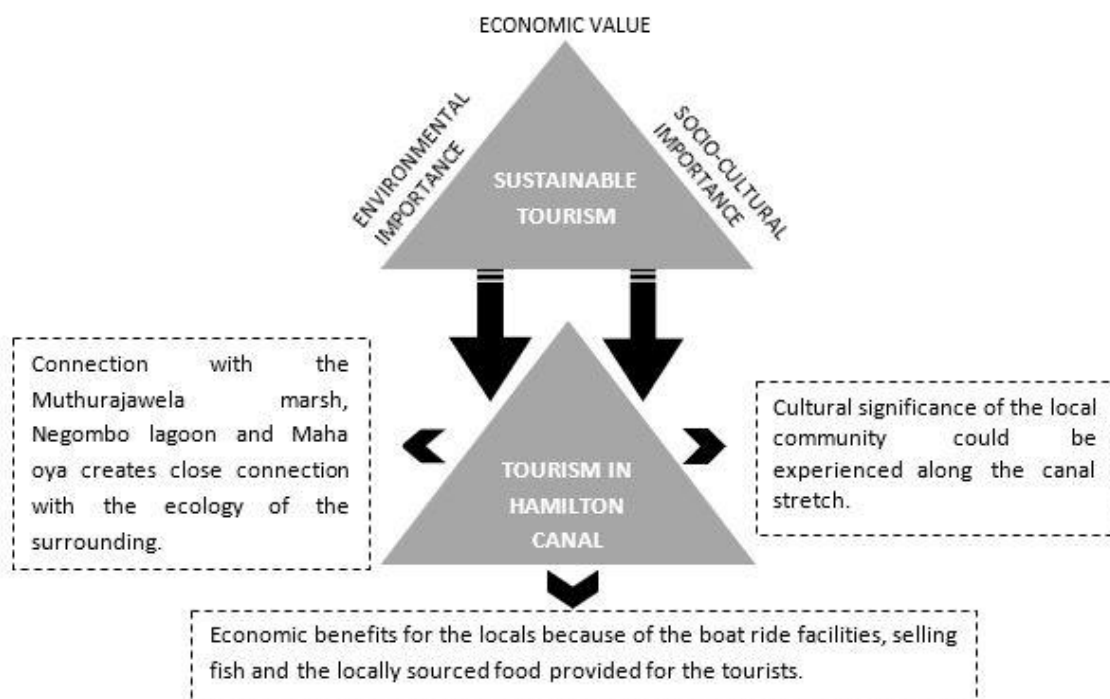 ECONOMIC VALUE
ENVIRONMENTAL
IMPORTANCE
SOCIO-CULTURAL
IMPORTANCE
SUSTAINABLE
TOURISM
Connection with the
Muthurajawela marsh,
Negombo lagoon and Maha
oya creates close connection
with the ecology of the
surrounding.
TOURISM IN
HAMILTON
CANAL
Cultural significance of the local
community could be
experienced along the canal
stretch.
Economic benefits for the locals because of the boat ride facilities, selling
fish and the locally sourced food provided for the tourists.